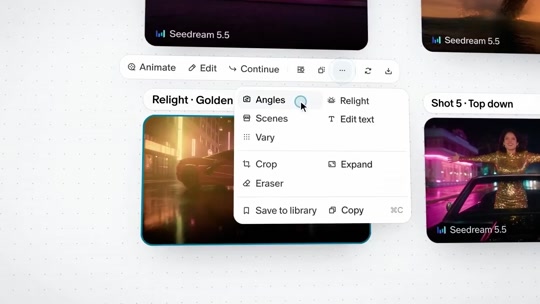 Seedream 5.5
Seedream 5.5
Animate Edit Continue
Relight · Golden
Angles
Relight
Scenes
Edit text
Vary
Crop
Expand
Eraser
Save to library
Copy ⌘C
Shot 5 · Top down
Seedream 5.5